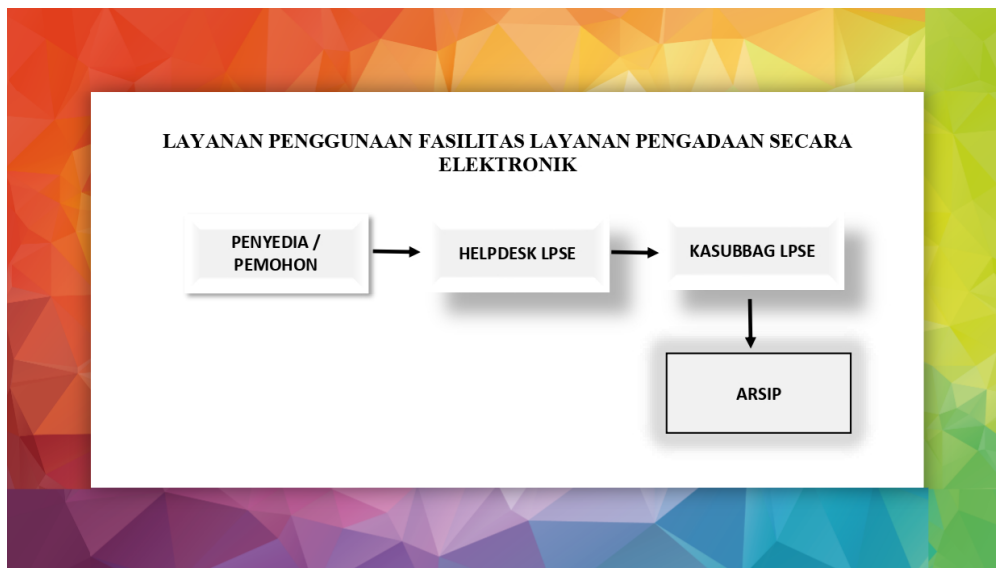 LAYANAN PENGGUNAAN FASILITAS LAYANAN PENGADAAN SECARA
ELEKTRONIK
PENYEDIA /
PEMOHON
HELPDESK LPSE
KASUBBAG LPSE
ARSIP